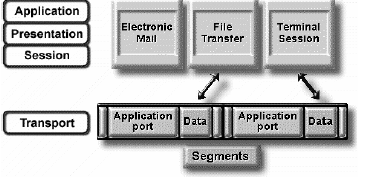 Application
Presentation
Session
Electronic Mail
File Transfer
Terminal Session
Transport
Application port
Data
Application port
Data
Segments